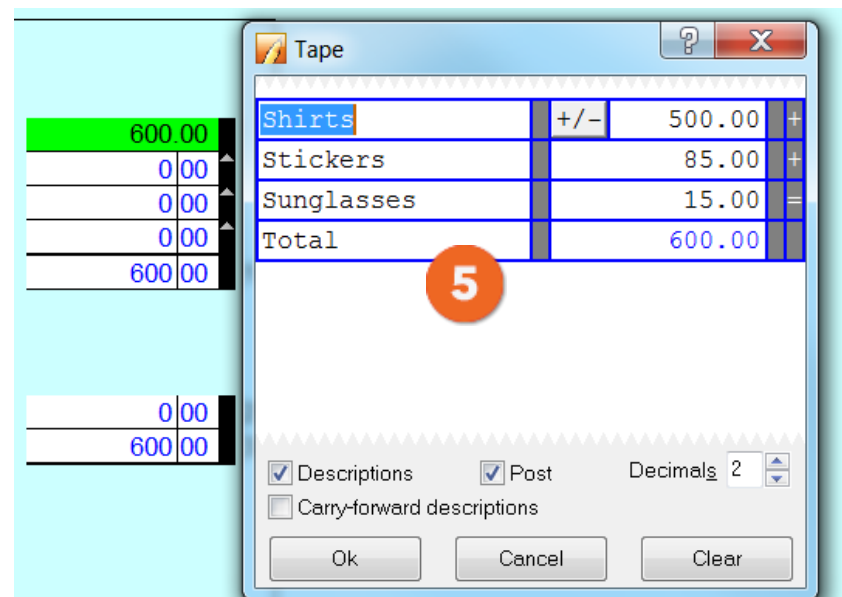 Tape
? X
Shirts +/- 500.00 +
Stickers 85.00 +
Sunglasses 15.00 =
Total 600.00
5
Descriptions Post Decimals 2
Carry-forward descriptions
Ok Cancel Clear
600.00
0 00
0 00
0 00
600 00
0 00
600 00